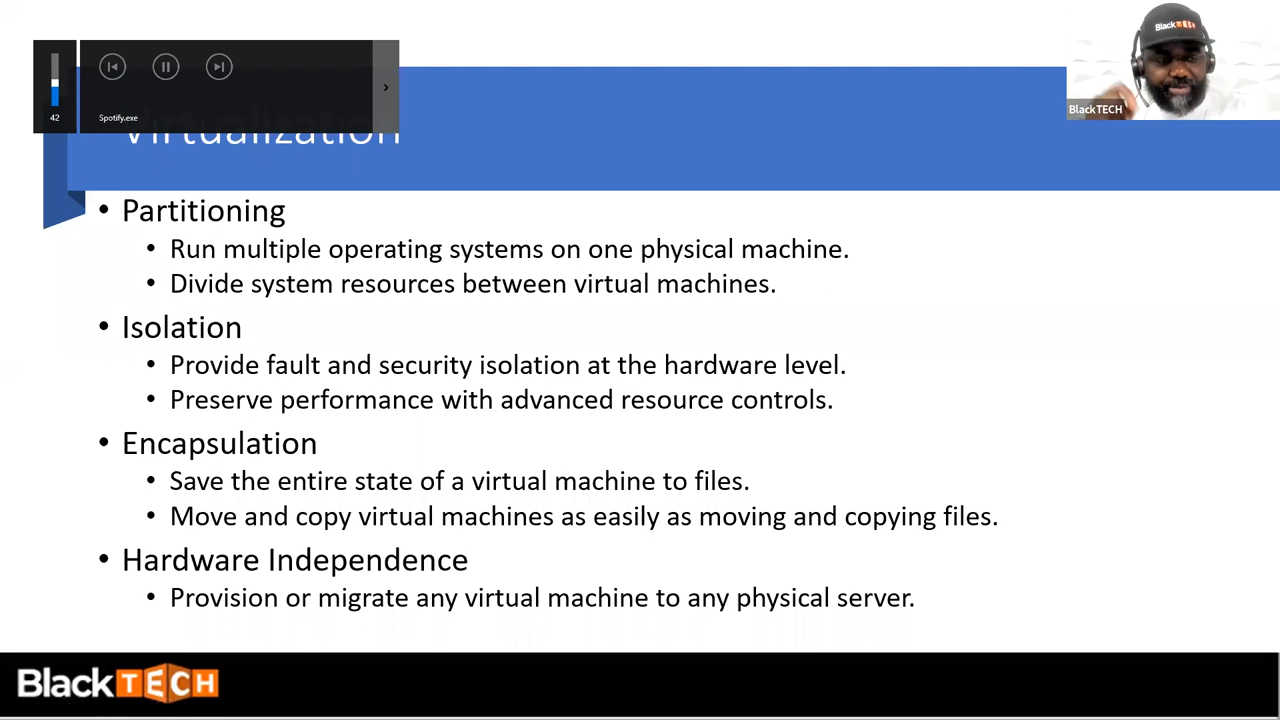 BlackTECH
BlackTECH
42
Spotify.exe
Virtualization
• Partitioning
• Run multiple operating systems on one physical machine.
• Divide system resources between virtual machines.
• Isolation
• Provide fault and security isolation at the hardware level.
• Preserve performance with advanced resource controls.
• Encapsulation
• Save the entire state of a virtual machine to files.
• Move and copy virtual machines as easily as moving and copying files.
• Hardware Independence
• Provision or migrate any virtual machine to any physical server.
BlackTECH